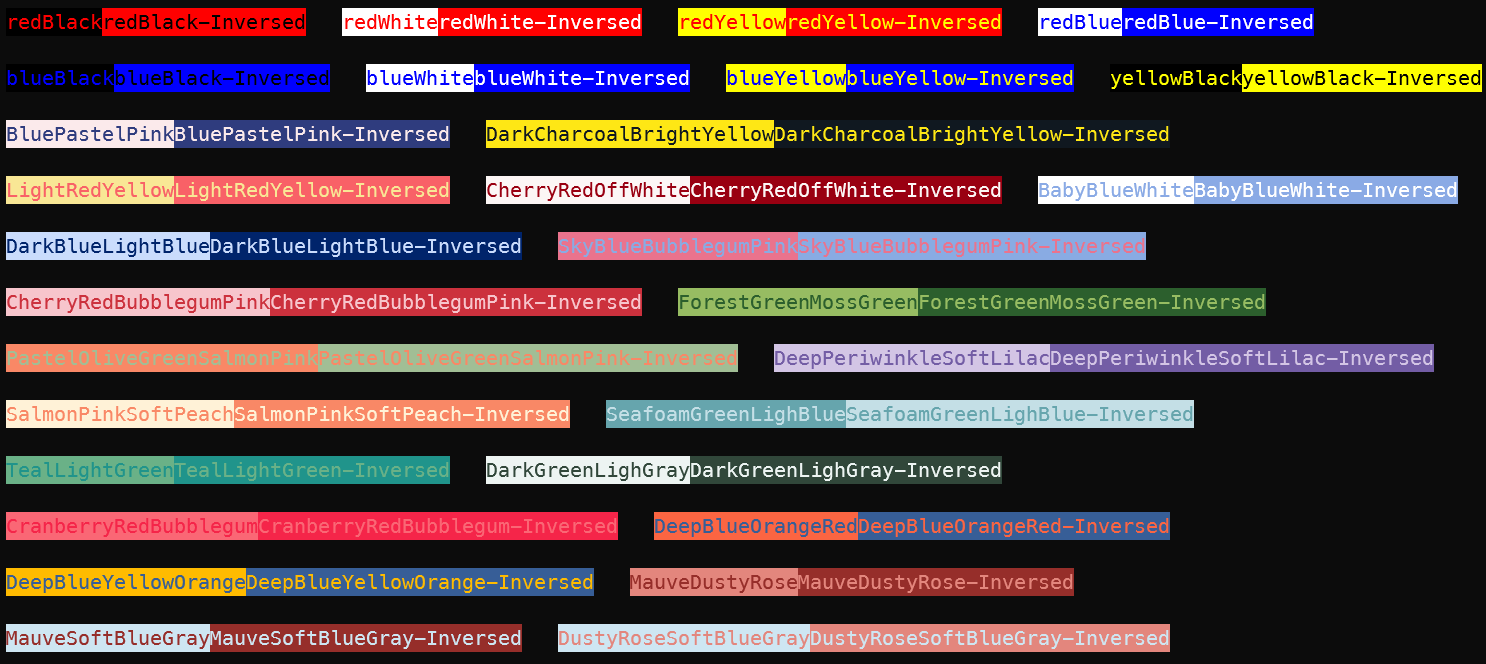 redBlackredBlack-Inversed redWhiteredWhite-Inversed redYellowredYellow-Inversed redBlueredBlue-Inversed
blueBlackblueBlack-Inversed blueWhiteblueWhite-Inversed blueYellowblueYellow-Inversed yellowBlackyellowBlack-Inversed
BluePastelPinkBluePastelPink-Inversed DarkCharcoalBrightYellowDarkCharcoalBrightYellow-Inversed
LightRedYellowLightRedYellow-Inversed CherryRedOffWhiteCherryRedOffWhite-Inversed BabyBlueWhiteBabyBlueWhite-Inversed
DarkBlueLightBlueDarkBlueLightBlue-Inversed SkyBlueBubblegumPinkSkyBlueBubblegumPink-Inversed
CherryRedBubblegumPinkCherryRedBubblegumPink-Inversed ForestGreenMossGreenForestGreenMossGreen-Inversed
PastelOliveGreenSalmonPinkPastelOliveGreenSalmonPink-Inversed DeepPeriwinkleSoftLilacDeepPeriwinkleSoftLilac-Inversed
SalmonPinkSoftPeachSalmonPinkSoftPeach-Inversed SeafoamGreenLighBlueSeafoamGreenLighBlue-Inversed
TealLightGreenTealLightGreen-Inversed DarkGreenLighGrayDarkGreenLighGray-Inversed
CranberryRedBubblegumCranberryRedBubblegum-Inversed DeepBlueOrangeRedDeepBlueOrangeRed-Inversed
DeepBlueYellowOrangeDeepBlueYellowOrange-Inversed MauveDustyRoseMauveDustyRose-Inversed
MauveSoftBlueGrayMauveSoftBlueGray-Inversed DustyRoseSoftBlueGrayDustyRoseSoftBlueGray-Inversed